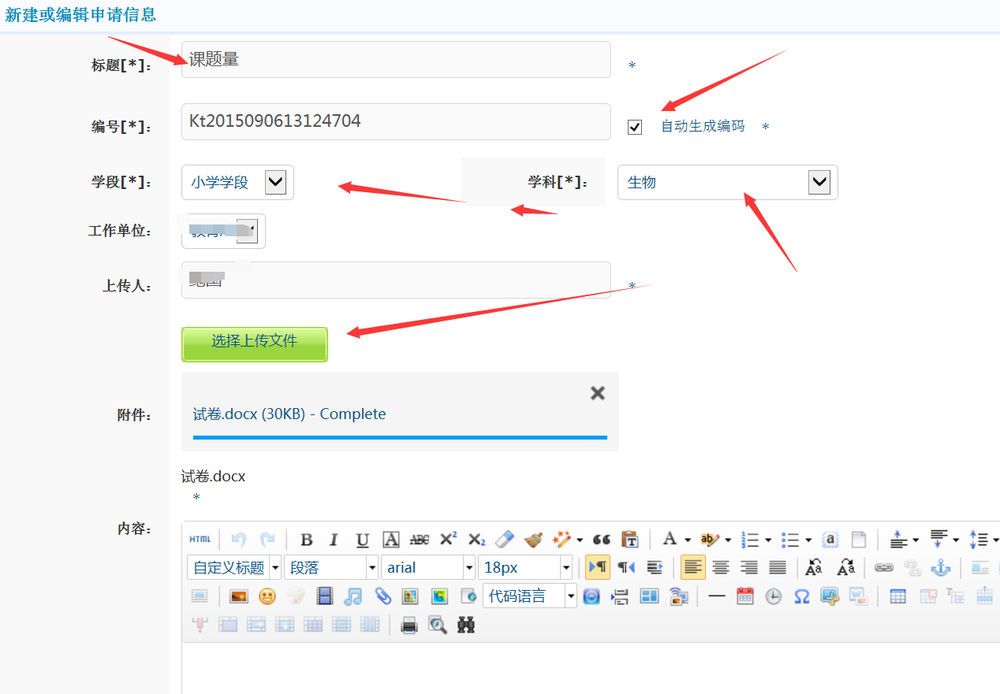 新建或编辑申请信息
标题[*]： 课题量 *
编号[*]： Kt2015090613124704 自动生成编码 *
学段[*]： 小学学段 学科[*]： 生物
工作单位：
上传人： *
选择上传文件
附件： 试卷.docx (30KB) - Complete
试卷.docx
*
内容：
HTML B I U A ABC X² X₂ T A ab a
自定义标题 段落 arial 18px Aa Aa
代码语言 Ω W T